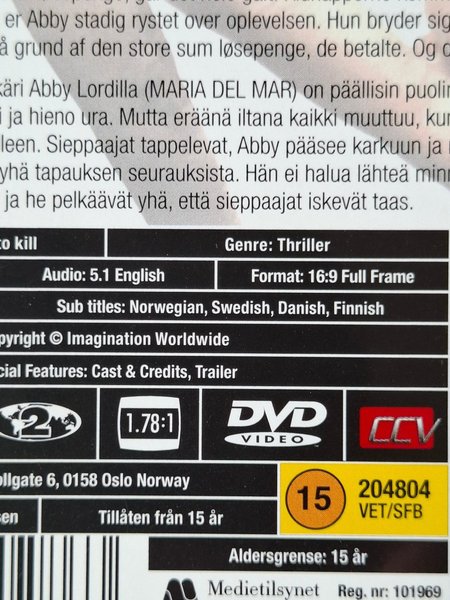 er Abby stadig rystet over oplevelsen. Hun bryder sig
på grund af den store sum løsepenge, de betalte. Og d
Abby Lordilla (MARIA DEL MAR) on päällisin puolin
ja hieno ura. Mutta eräänä iltana kaikki muuttuu, kun
Sieppaajat tappelevat, Abby pääsee karkuun ja
yhä tapauksen seurauksista. Hän ei halua lähteä
ja he pelkäävät yhä, että sieppaajat iskevät taas.
to kill
Genre: Thriller
Audio: 5.1 English
Format: 16:9 Full Frame
Sub titles: Norwegian, Swedish, Danish, Finnish
opyright © Imagination Worldwide
cial Features: Cast & Credits, Trailer
2
1.78:1
DVD
VIDEO
CCV
ollgate 6, 0158 Oslo Norway
15
204804
VET/SFB
sen
Tillåten från 15 år
Aldersgrense: 15 år
Medietilsynet Reg. nr: 101969